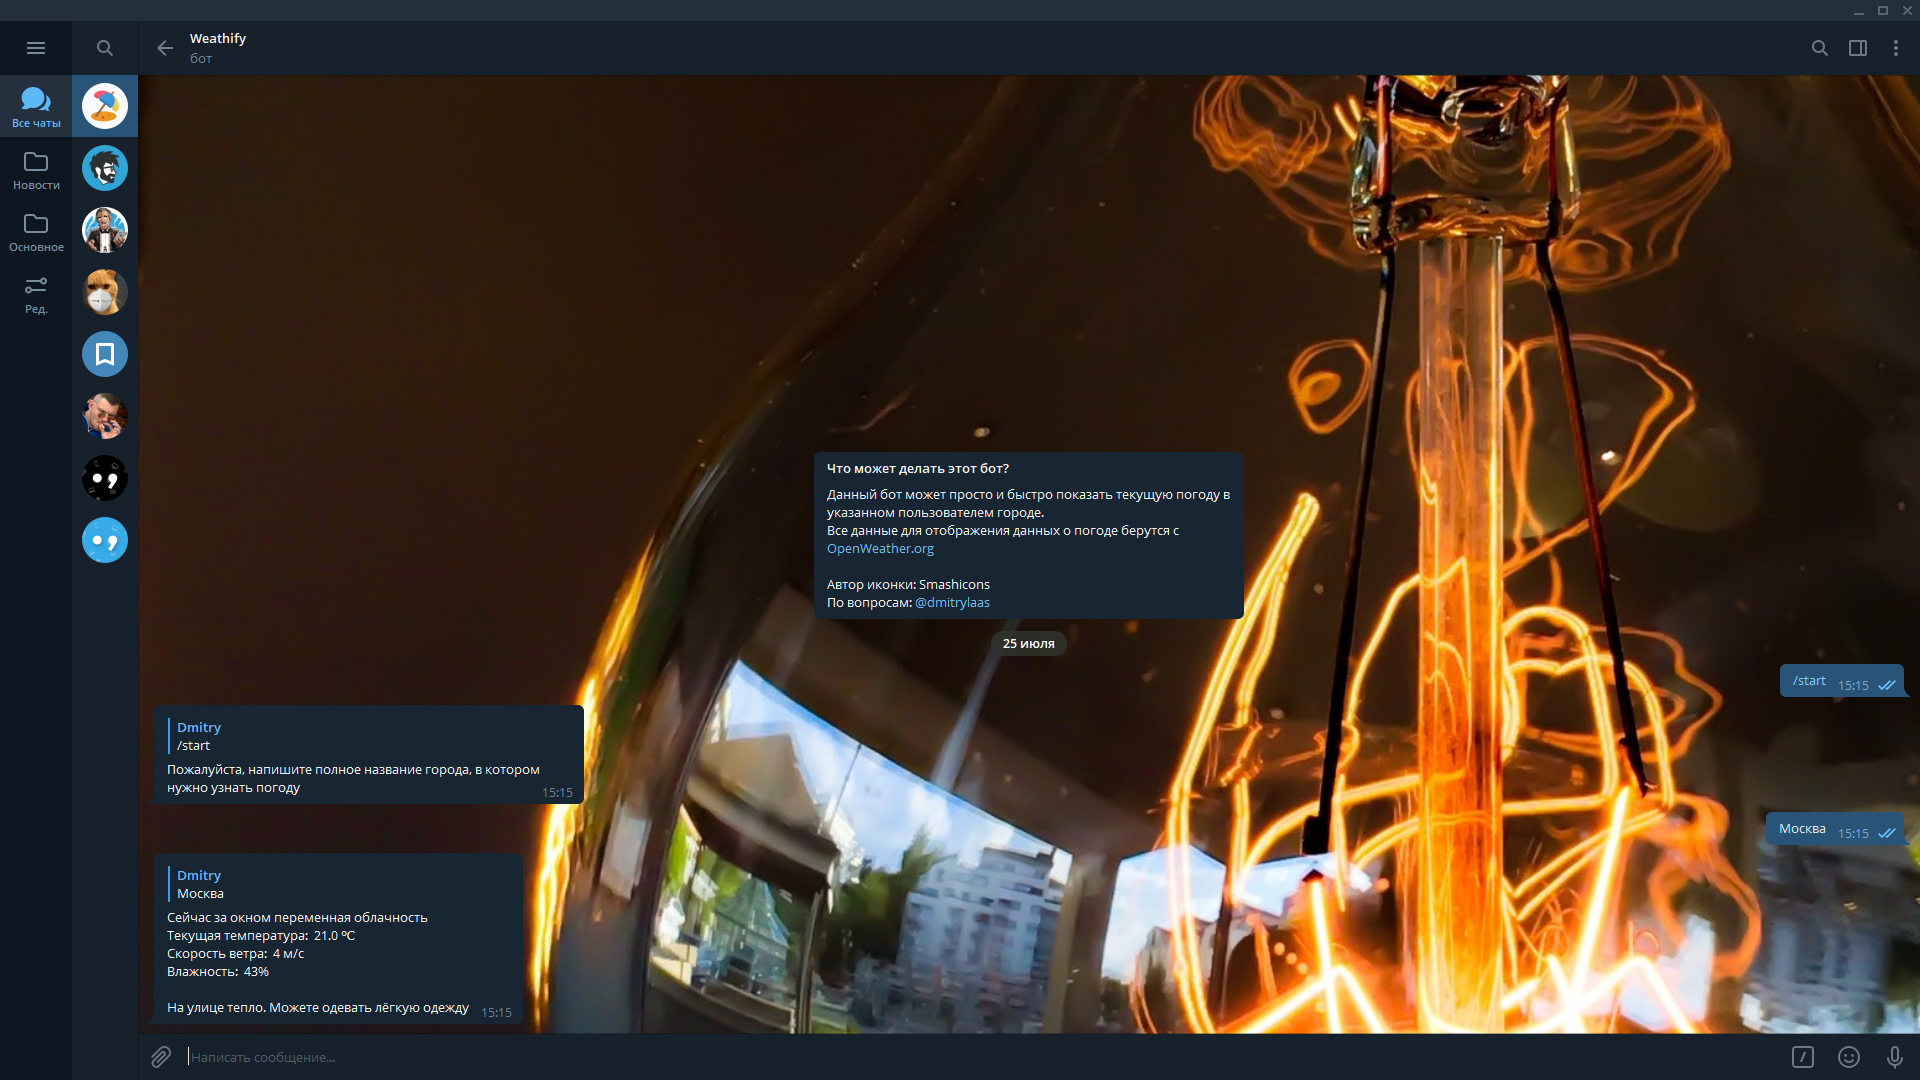 Weathify
бот
Все чаты
Новости
Основное
Ред.
Что может делать этот бот?
Данный бот может просто и быстро показать текущую погоду в
указанном пользователем городе.
Все данные для отображения данных о погоде берутся с
OpenWeather.org
Автор иконки: Smashicons
По вопросам: @dmitrylaas
25 июля
/start 15:15
Dmitry
/start
Пожалуйста, напишите полное название города, в котором
нужно узнать погоду 15:15
Москва 15:15
Dmitry
Москва
Сейчас за окном переменная облачность
Текущая температура: 21.0 ºC
Скорость ветра: 4 м/с
Влажность: 43%
На улице тепло. Можете одевать лёгкую одежду 15:15
Написать сообщение...